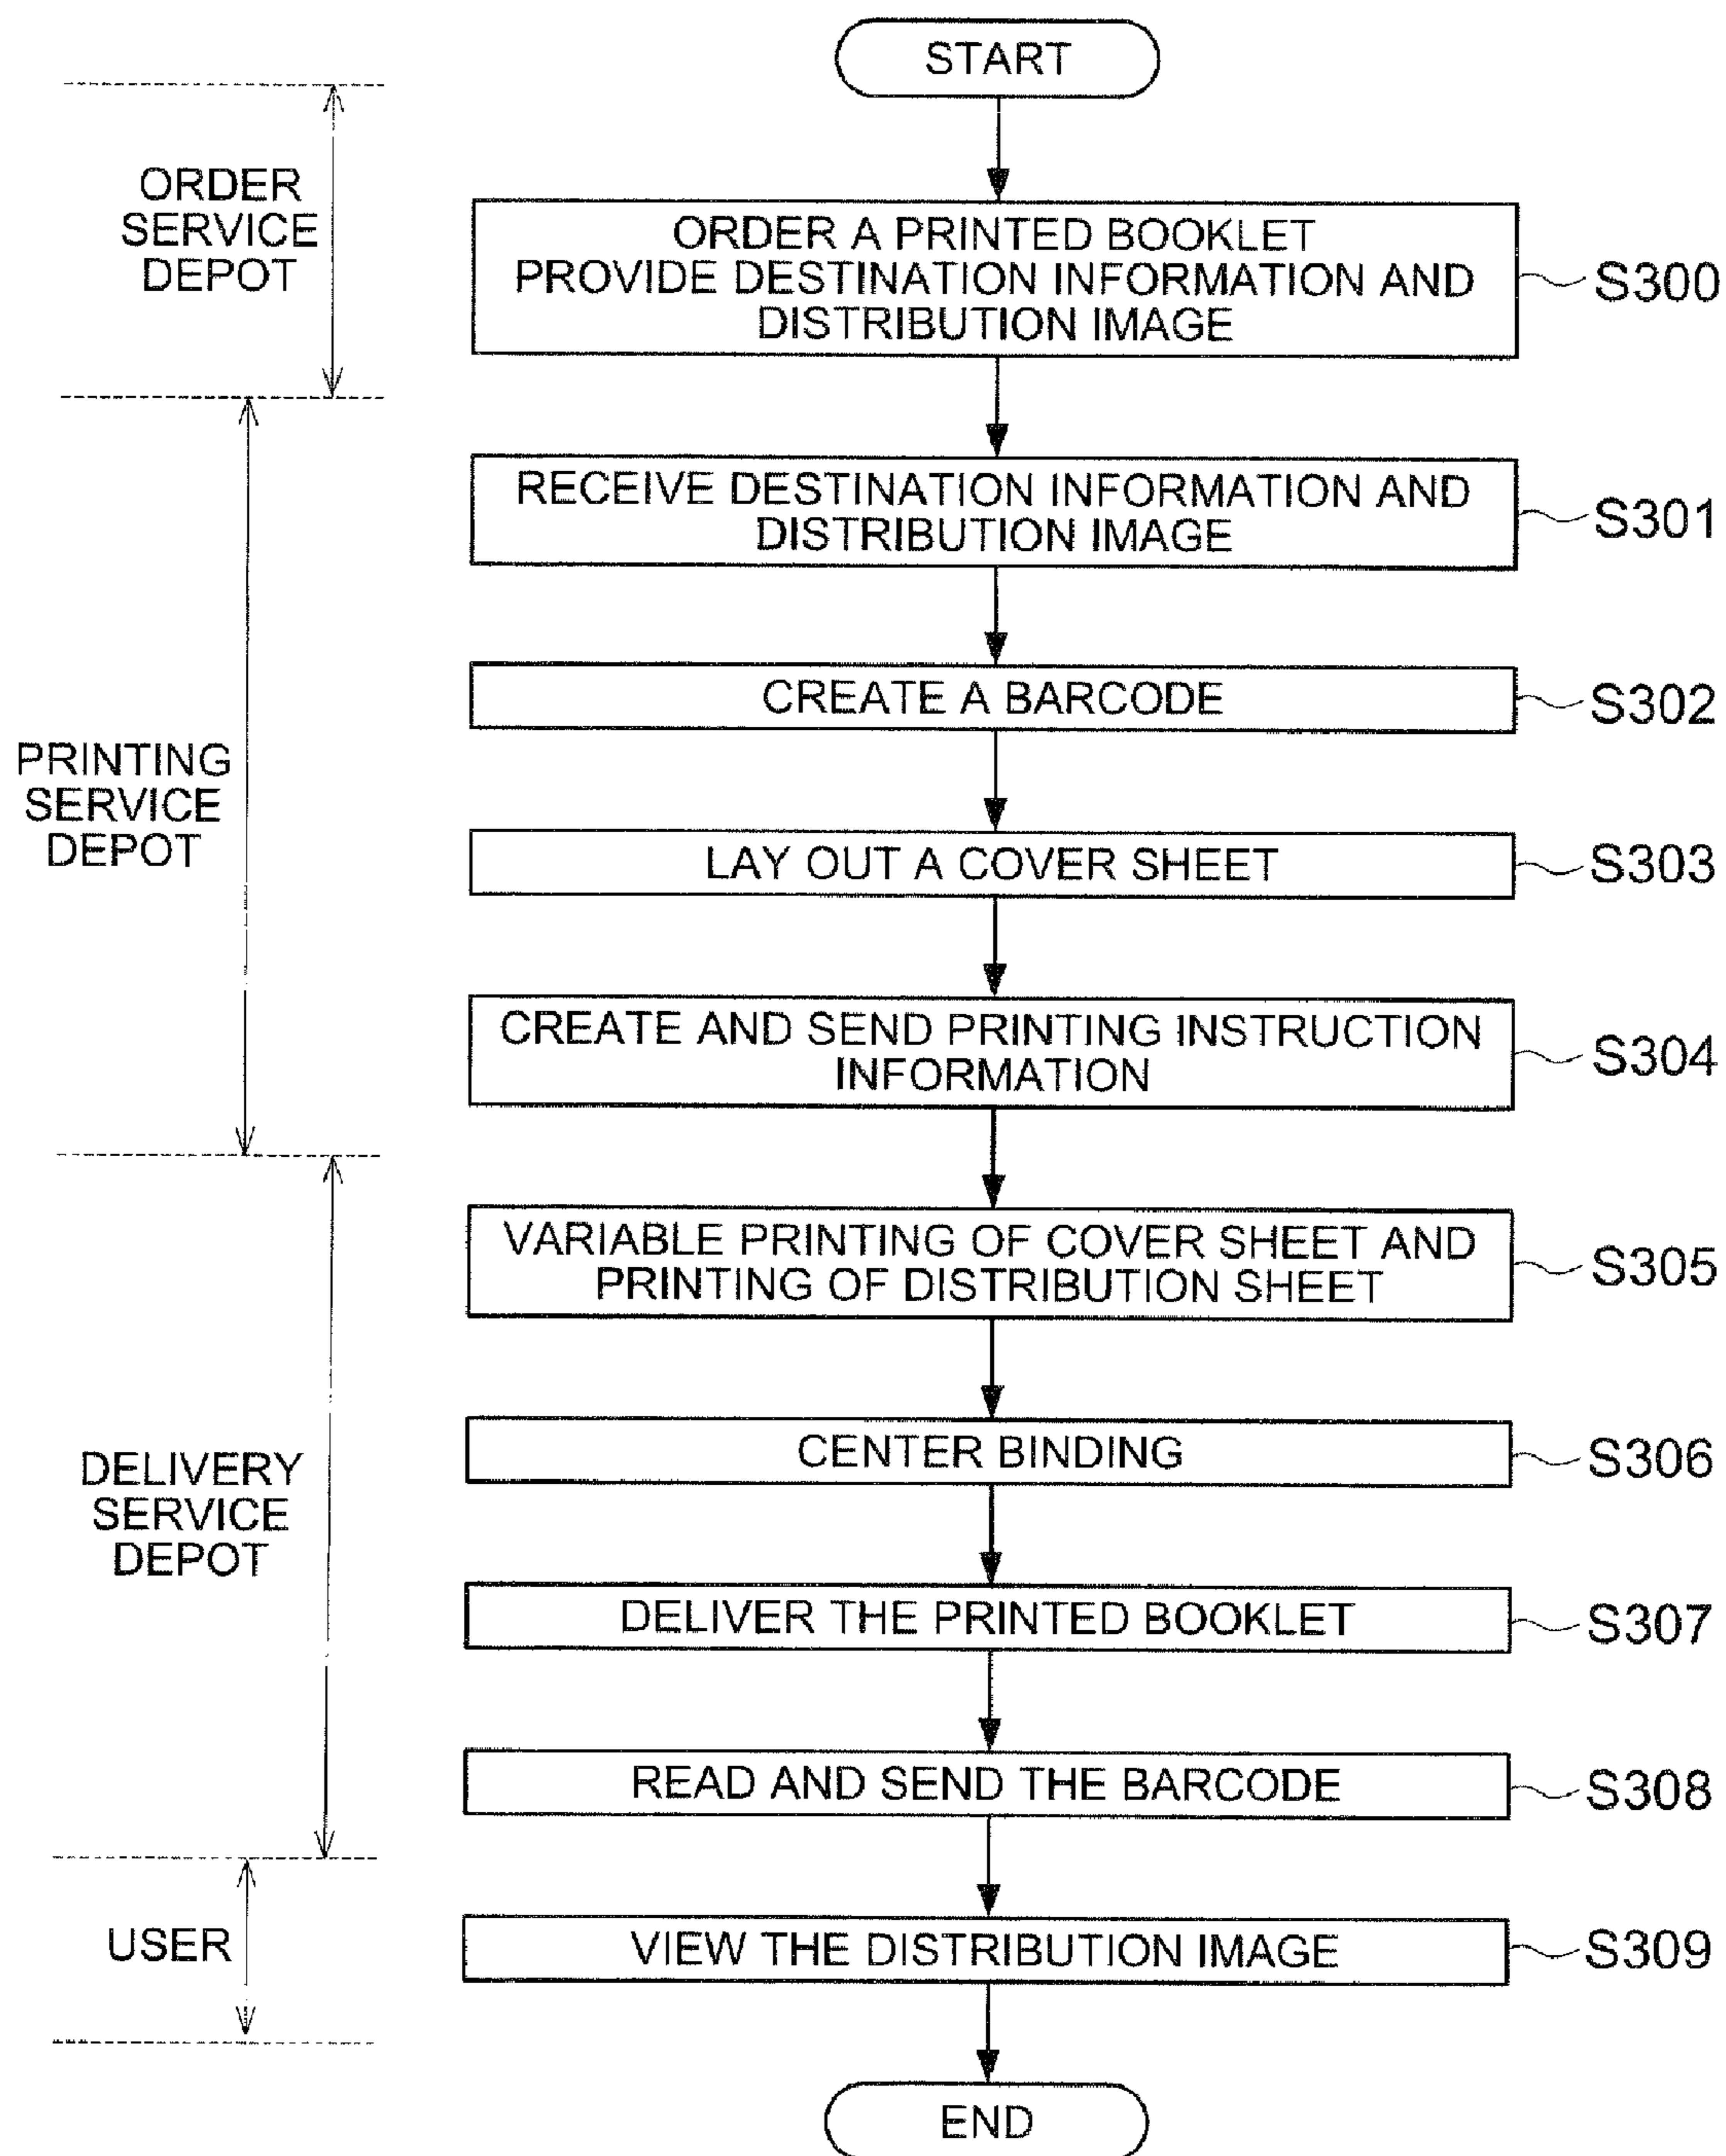 START
ORDER
SERVICE
DEPOT
ORDER A PRINTED BOOKLET
PROVIDE DESTINATION INFORMATION AND
DISTRIBUTION IMAGE
S300
RECEIVE DESTINATION INFORMATION AND
DISTRIBUTION IMAGE
S301
CREATE A BARCODE
S302
PRINTING
SERVICE
DEPOT
LAY OUT A COVER SHEET
S303
CREATE AND SEND PRINTING INSTRUCTION
INFORMATION
S304
VARIABLE PRINTING OF COVER SHEET AND
PRINTING OF DISTRIBUTION SHEET
S305
CENTER BINDING
S306
DELIVERY
SERVICE
DEPOT
DELIVER THE PRINTED BOOKLET
S307
READ AND SEND THE BARCODE
S308
USER
VIEW THE DISTRIBUTION IMAGE
S309
END